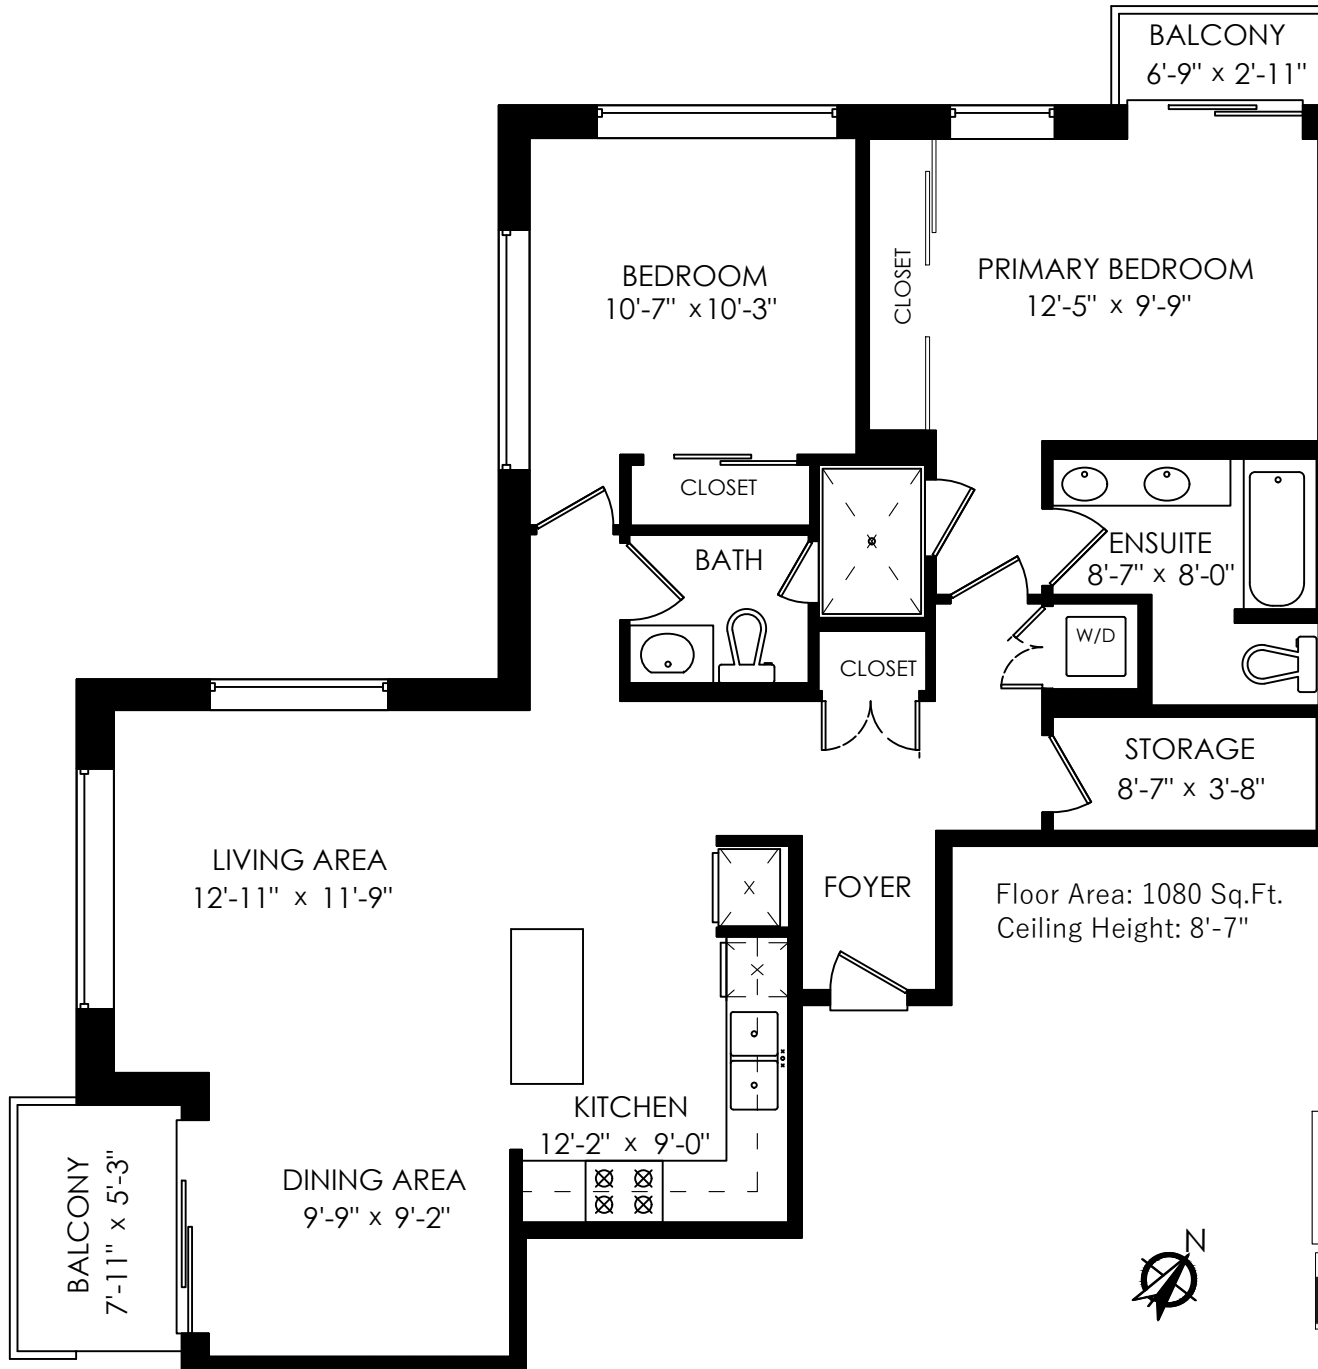 BALCONY
6'-9" x 2'-11"
BEDROOM
10'-7" x 10'-3"
CLOSET
PRIMARY BEDROOM
12'-5" x 9'-9"
CLOSET
BATH
ENSUITE
8'-7" x 8'-0"
W/D
CLOSET
STORAGE
8'-7" x 3'-8"
LIVING AREA
12'-11" x 11'-9"
FOYER
Floor Area: 1080 Sq.Ft.
Ceiling Height: 8'-7"
KITCHEN
12'-2" x 9'-0"
DINING AREA
9'-9" x 9'-2"
BALCONY
7'-11" x 5'-3"
N